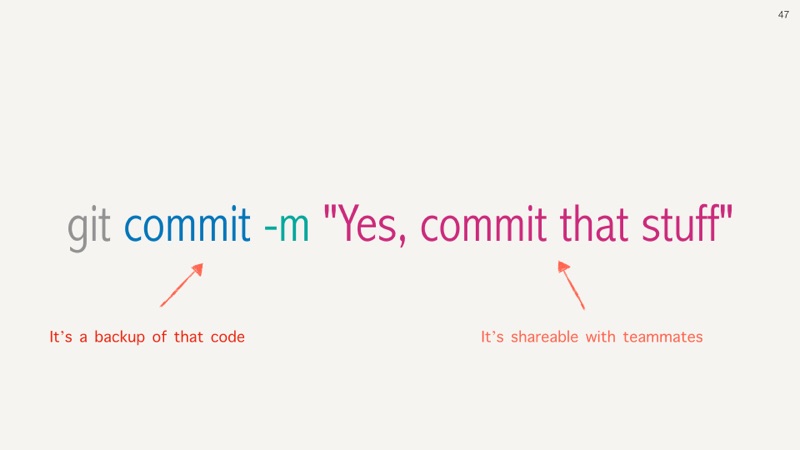 47
git commit -m "Yes, commit that stuff"
It's a backup of that code
It's shareable with teammates